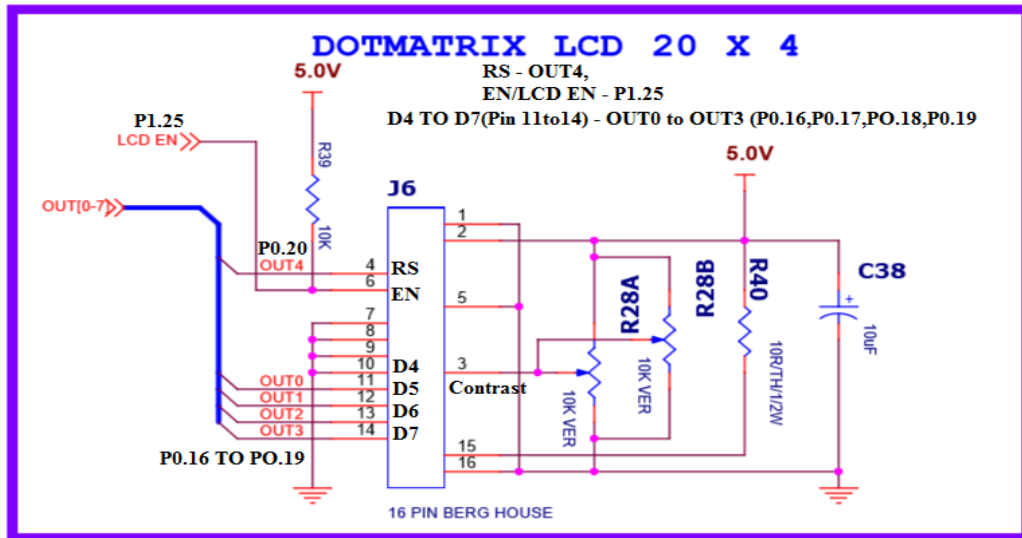 DOTMATRIX LCD 20 X 4
5.0V
RS - OUT4,
EN/LCD EN - P1.25
D4 TO D7(Pin 11to14) - OUT0 to OUT3 (P0.16,P0.17,PO.18,P0.19
P1.25
LCD EN
R39
10K
5.0V
J6
OUT[0-7]
P0.20
OUT4
4
RS
6
EN
7
8
9
10
D4
OUT0
11
D5
OUT1
12
D6
OUT2
13
OUT3
14
D7
P0.16 TO PO.19
1
2
5
3
Contrast
15
16
R28A
10K VER
R28B
10K VER
R40
10R/TH/1/2W
C38
+
10uF
16 PIN BERG HOUSE